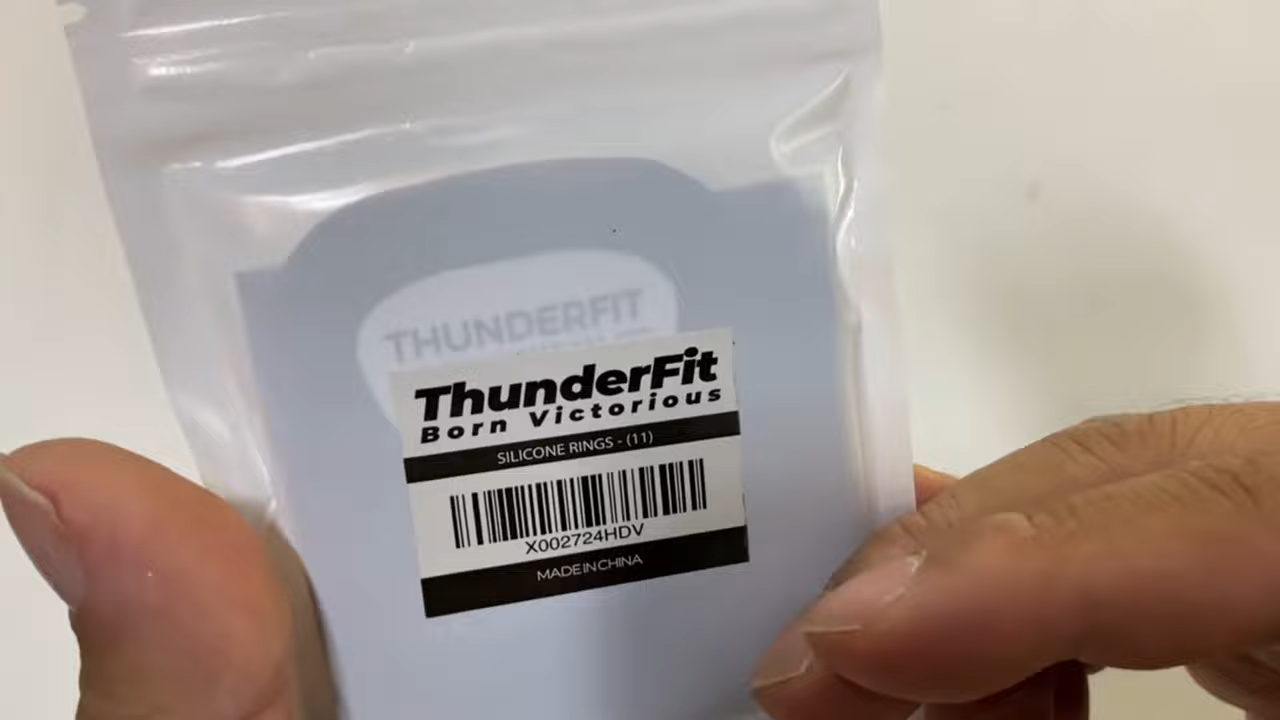 THUNDERFIT
ThunderFit
Born Victorious
SILICONE RINGS - (11)
X002724HDV
MADE IN CHINA